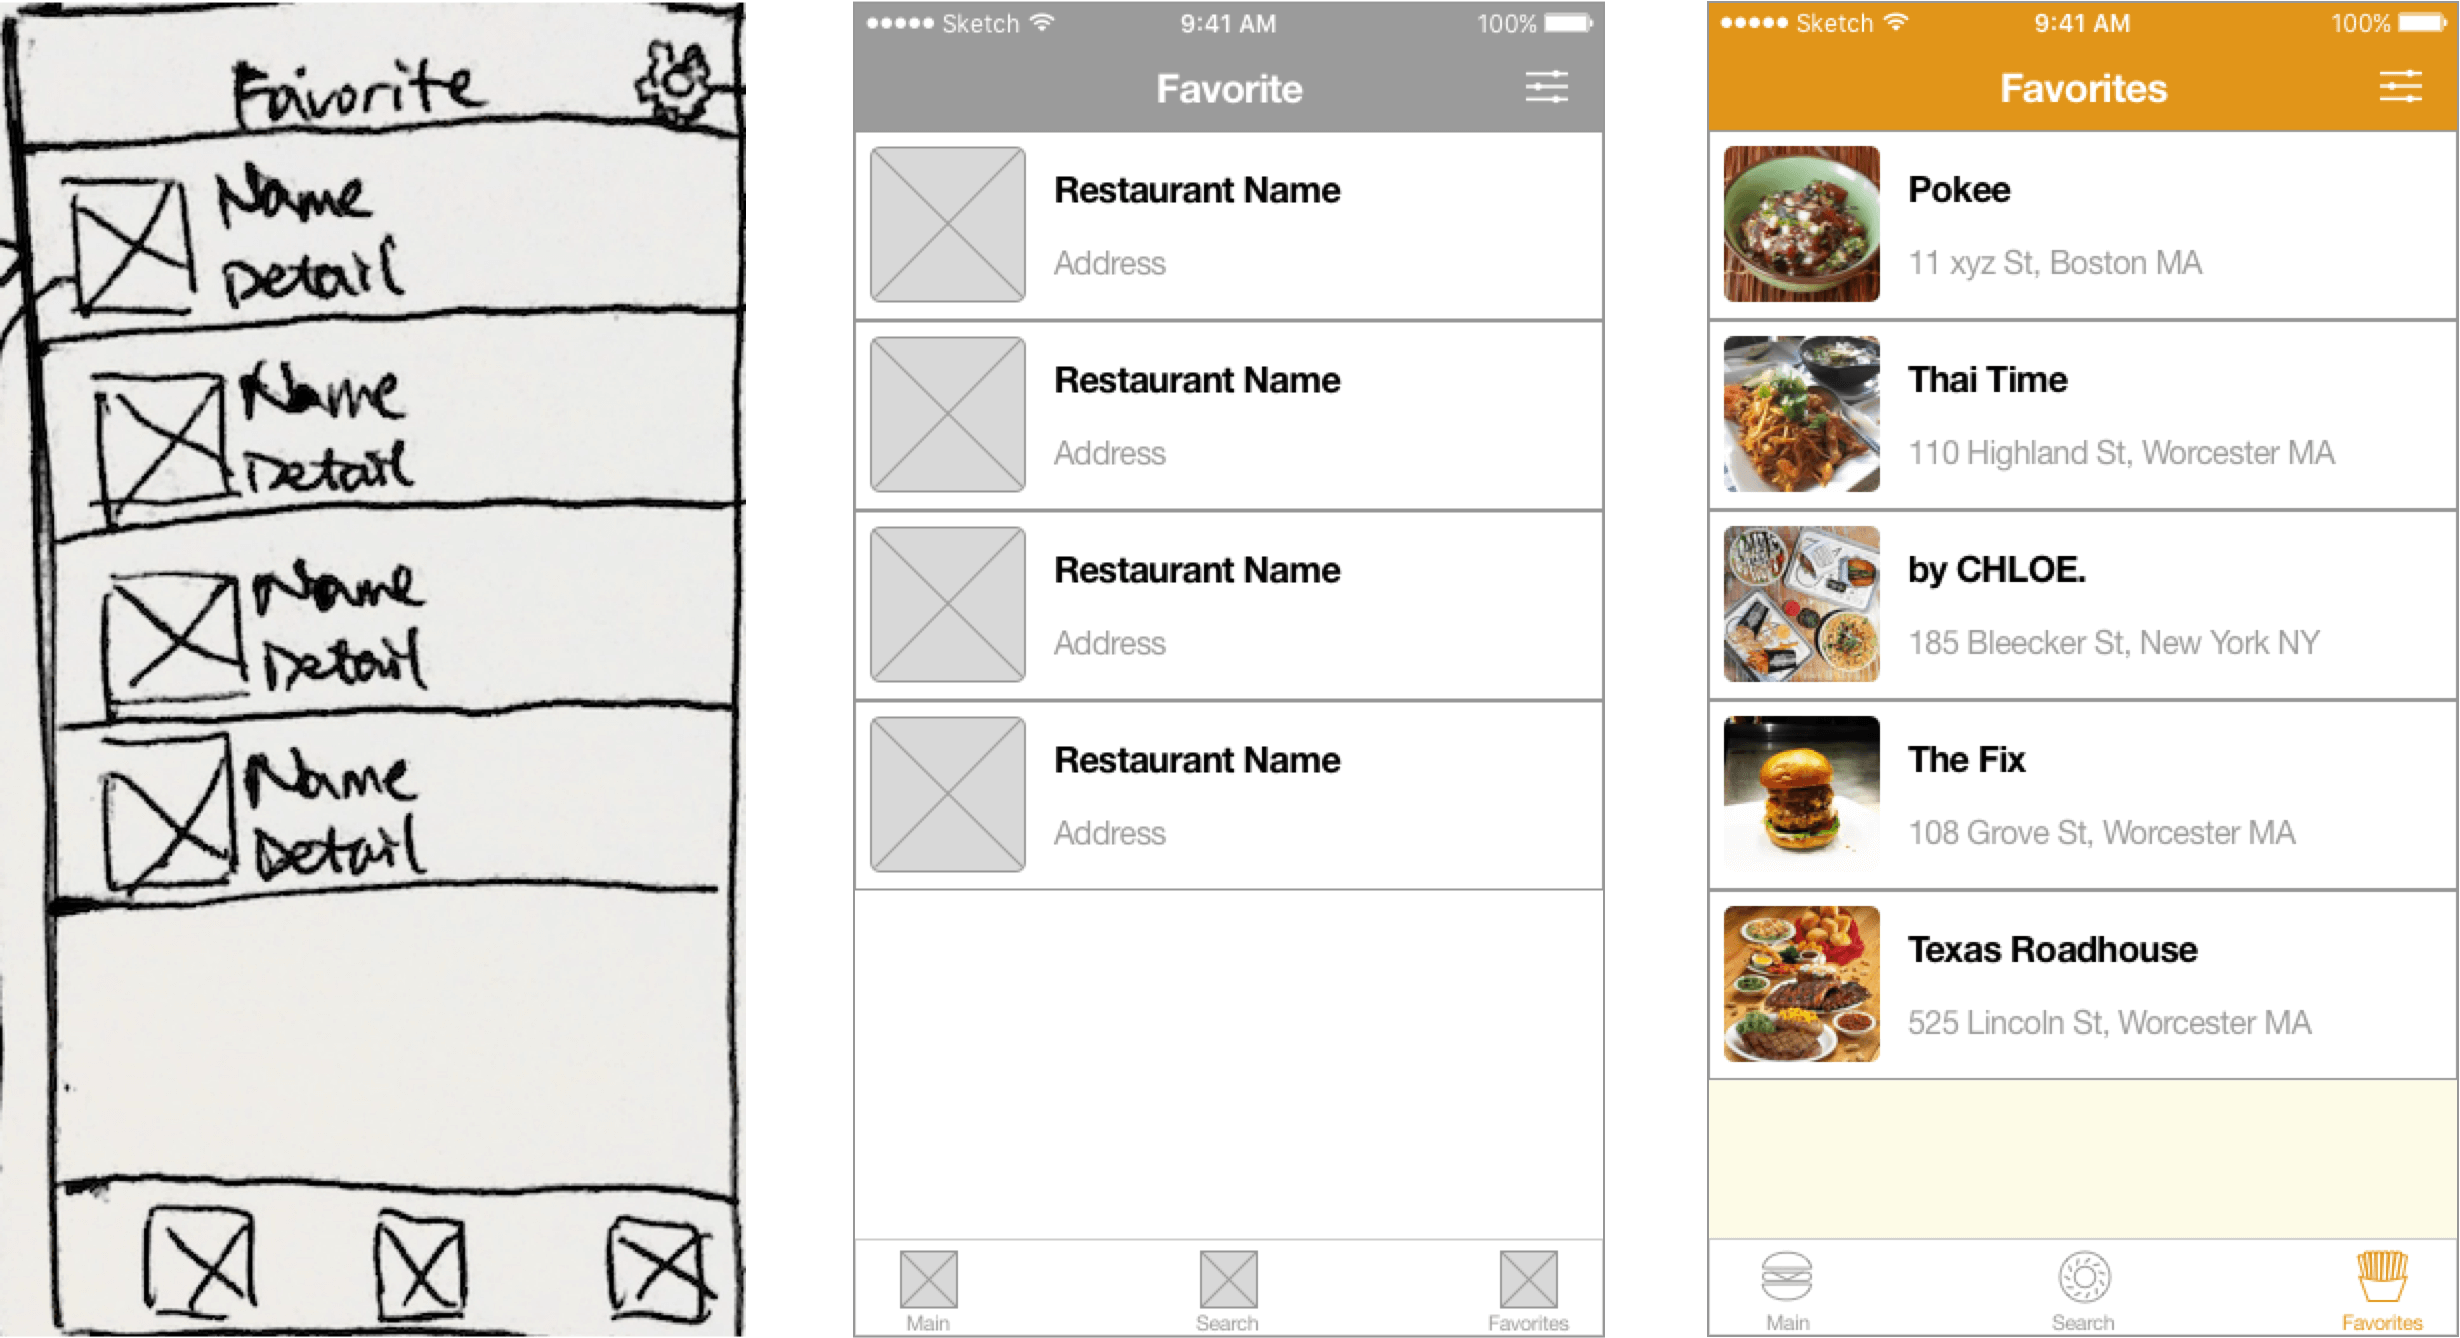 Favorite
Name
Detail
Name
Detail
Name
Detail
Name
Detail
Sketch 9:41 AM 100%
Favorite
Restaurant Name
Address
Restaurant Name
Address
Restaurant Name
Address
Restaurant Name
Address
Main Search Favorites
Sketch 9:41 AM 100%
Favorites
Pokee
11 xyz St, Boston MA
Thai Time
110 Highland St, Worcester MA
by CHLOE.
185 Bleecker St, New York NY
The Fix
108 Grove St, Worcester MA
Texas Roadhouse
525 Lincoln St, Worcester MA
Main Search Favorites